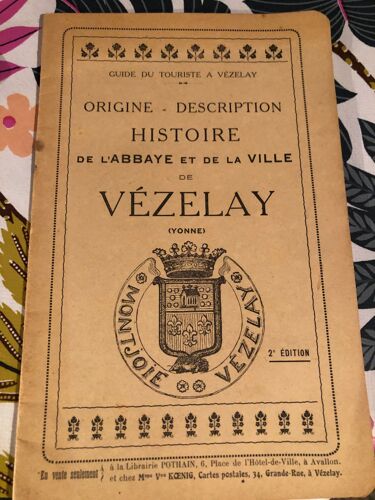 GUIDE DU TOURISTE A VÉZELAY
ORIGINE - DESCRIPTION
HISTOIRE
DE L'ABBAYE ET DE LA VILLE
DE
VÉZELAY
(YONNE)
MONTJOIE VÉZELAY
2e ÉDITION
En vente seulement { à la Librairie POTHAIN, 6, Place de l'Hôtel-de-Ville, à Avallon.
et chez Mme Vve KŒNIG, Cartes postales, 34, Grande-Rue, à Vézelay.